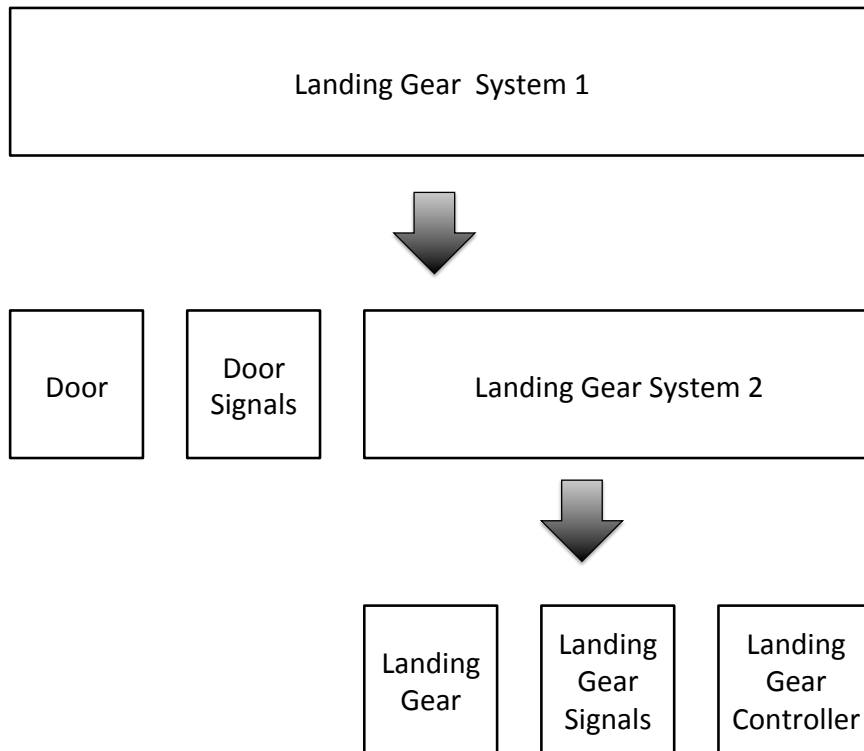 Landing Gear  System 1
Door
Door
Signals
Landing Gear System 2
Landing
Gear
Landing
Gear
Signals
Landing
Gear
Controller